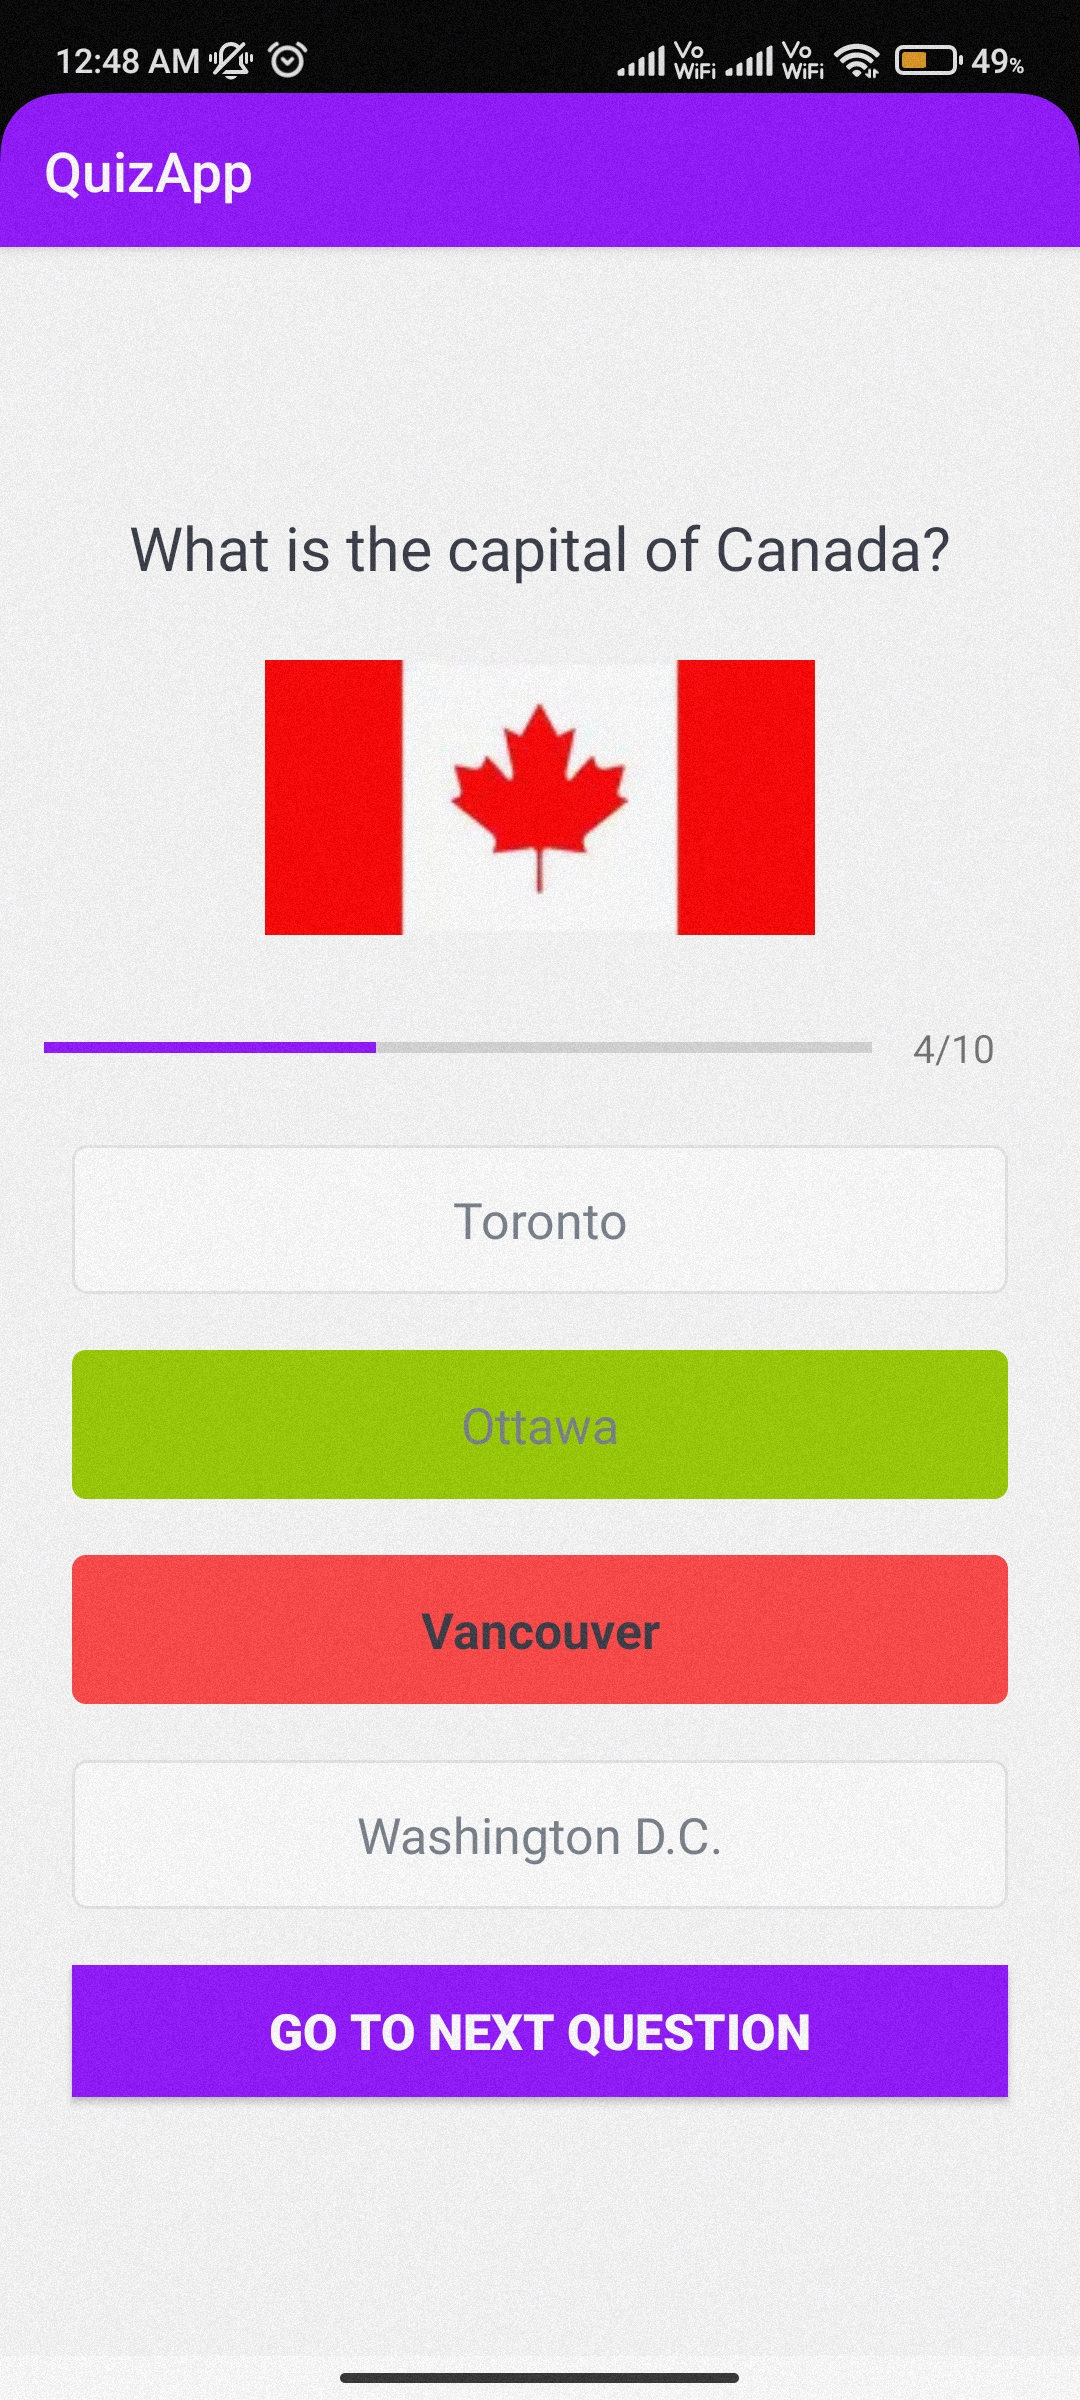 12:48 AM Vo WiFi Vo WiFi 49%
QuizApp
What is the capital of Canada?
4/10
Toronto
Ottawa
Vancouver
Washington D.C.
GO TO NEXT QUESTION